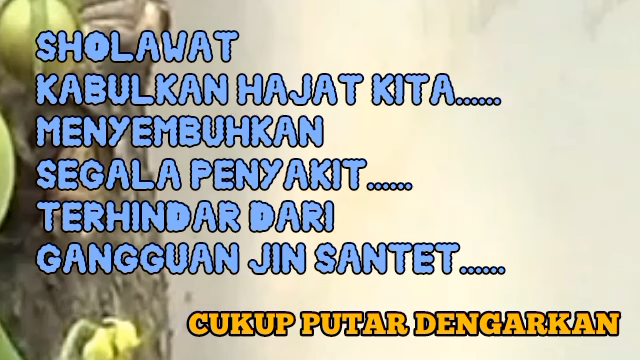 SHOLAWAT
KABULKAN HAJAT KITA......
MENYEMBUHKAN
SEGALA PENYAKIT......
TERHINDAR DARI
GANGGUAN JIN SANTET......
CUKUP PUTAR DENGARKAN